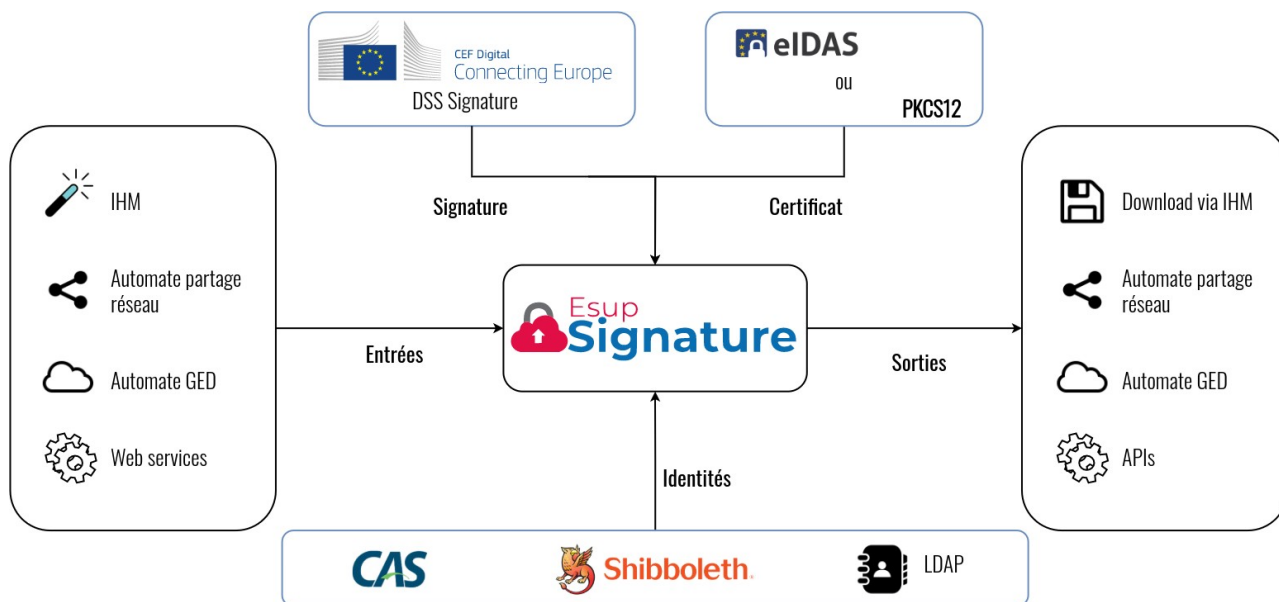 CEF Digital
Connecting Europe
DSS Signature
eIDAS
ou
PKCS12
Signature
Certificat
IHM
Automate partage
réseau
Automate GED
Web services
Entrées
Esup
Signature
Sorties
Download via IHM
Automate partage
réseau
Automate GED
APIs
Identités
CAS
Shibboleth.
LDAP